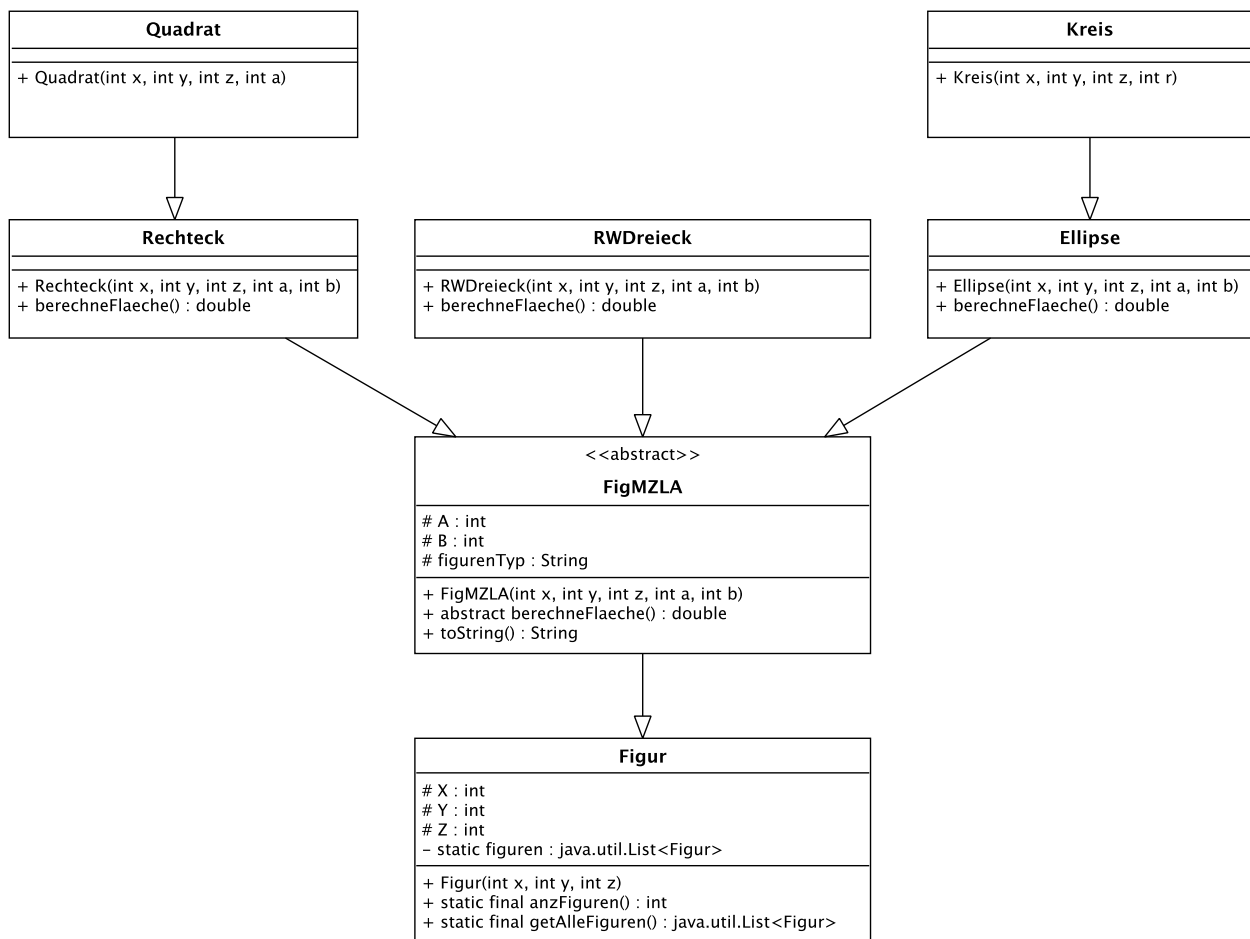 Quadrat
+ Quadrat(int x, int y, int z, int a)
Kreis
+ Kreis(int x, int y, int z, int r)
Rechteck
+ Rechteck(int x, int y, int z, int a, int b)
+ berechneFlaeche() : double
RWDreieck
+ RWDreieck(int x, int y, int z, int a, int b)
+ berechneFlaeche() : double
Ellipse
+ Ellipse(int x, int y, int z, int a, int b)
+ berechneFlaeche() : double
<<abstract>>
FigMZLA
# A : int
# B : int
# figurenTyp : String
+ FigMZLA(int x, int y, int z, int a, int b)
+ abstract berechneFlaeche() : double
+ toString() : String
Figur
# X : int
# Y : int
# Z : int
– static figuren : java.util.List<Figur>
+ Figur(int x, int y, int z)
+ static final anzFiguren() : int
+ static final getAlleFiguren() : java.util.List<Figur>